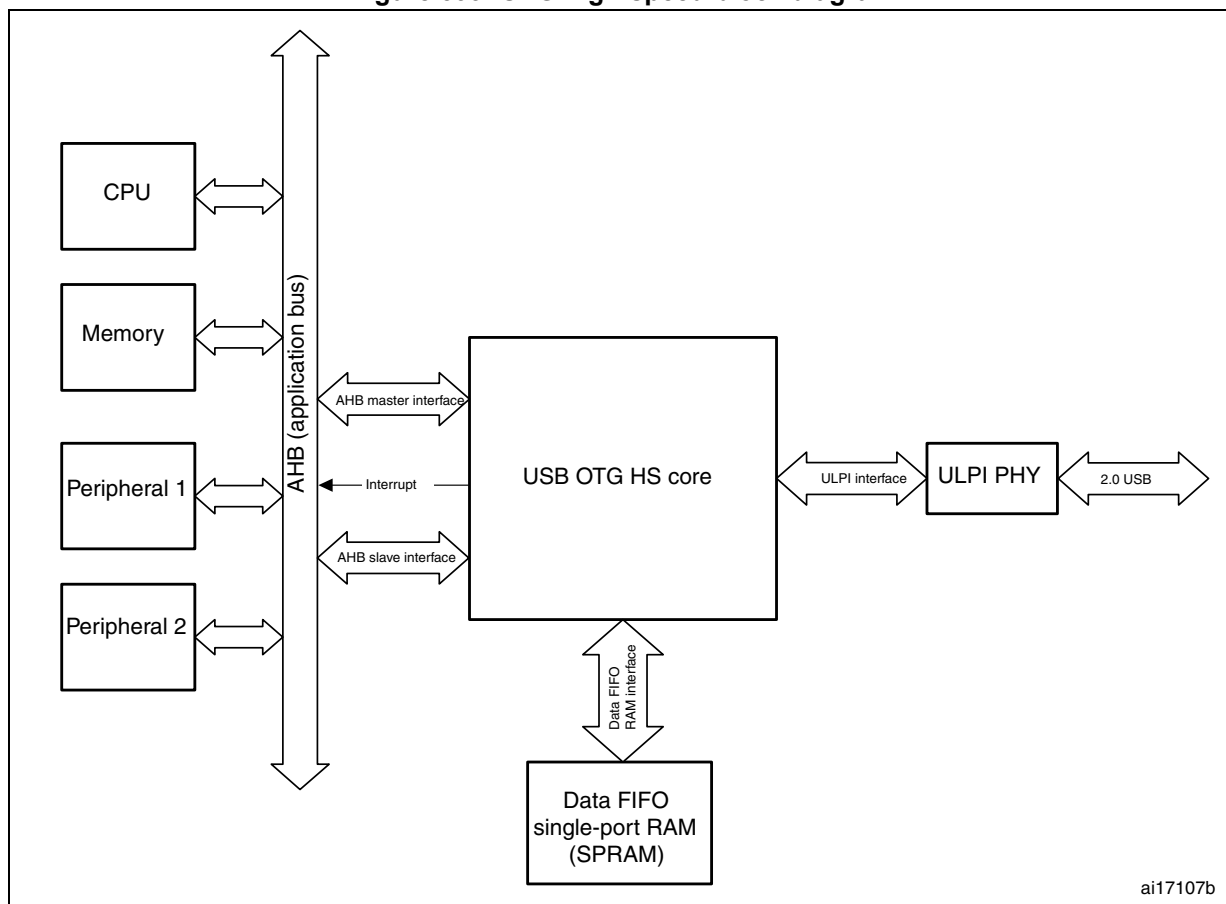 CPU
Memory
Peripheral 1
Peripheral 2
AHB (application bus)
AHB master interface
Interrupt
AHB slave interface
USB OTG HS core
ULPI interface
ULPI PHY
2.0 USB
Data FIFO
RAM interface
Data FIFO
single-port RAM
(SPRAM)
ai17107b